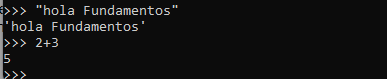 >>> "hola Fundamentos"
'hola Fundamentos'
>>> 2+3
5
>>>